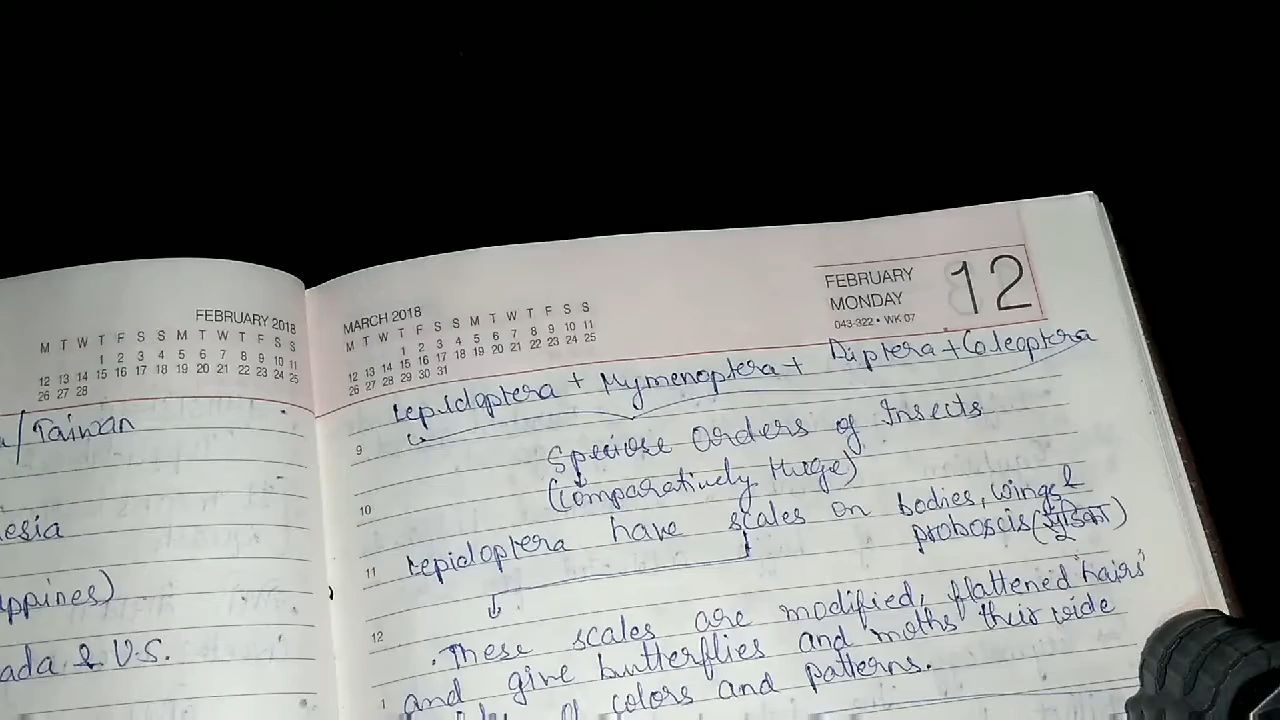 FEBRUARY 2018
M T W T F S S M T W T F S S
1 2 3 4 5 6 7 8 9 10 11
12 13 14 15 16 17 18 19 20 21 22 23 24 25
26 27 28
a/Taiwan
esia
ppines)
ada & U.S.
MARCH 2018
M T W T F S S M T W T F S S
1 2 3 4 5 6 7 8 9 10 11
12 13 14 15 16 17 18 19 20 21 22 23 24 25
26 27 28 29 30 31
FEBRUARY
MONDAY
043-322 • WK 07
12
Lepidoptera + Hymenoptera + Diptera + Coleoptera
9
Speciose Orders of Insects
(Comparatively Huge)
10
Lepidoptera have scales on bodies, wings &
proboscis
11
These scales are modified, flattened 'hairs'
12
and give butterflies and moths their wide
1
of colors and patterns.